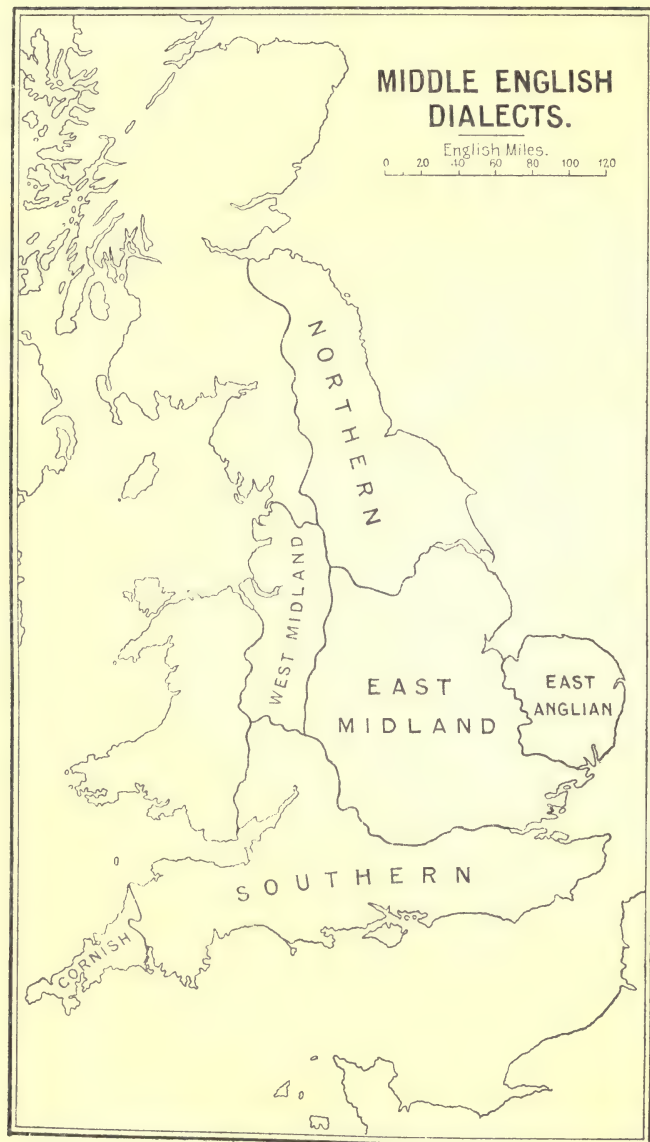 MIDDLE ENGLISH
DIALECTS.
English Miles.
0 20 40 60 80 100 120
NORTHERN
WEST MIDLAND
EAST
MIDLAND
EAST
ANGLIAN
SOUTHERN
CORNISH